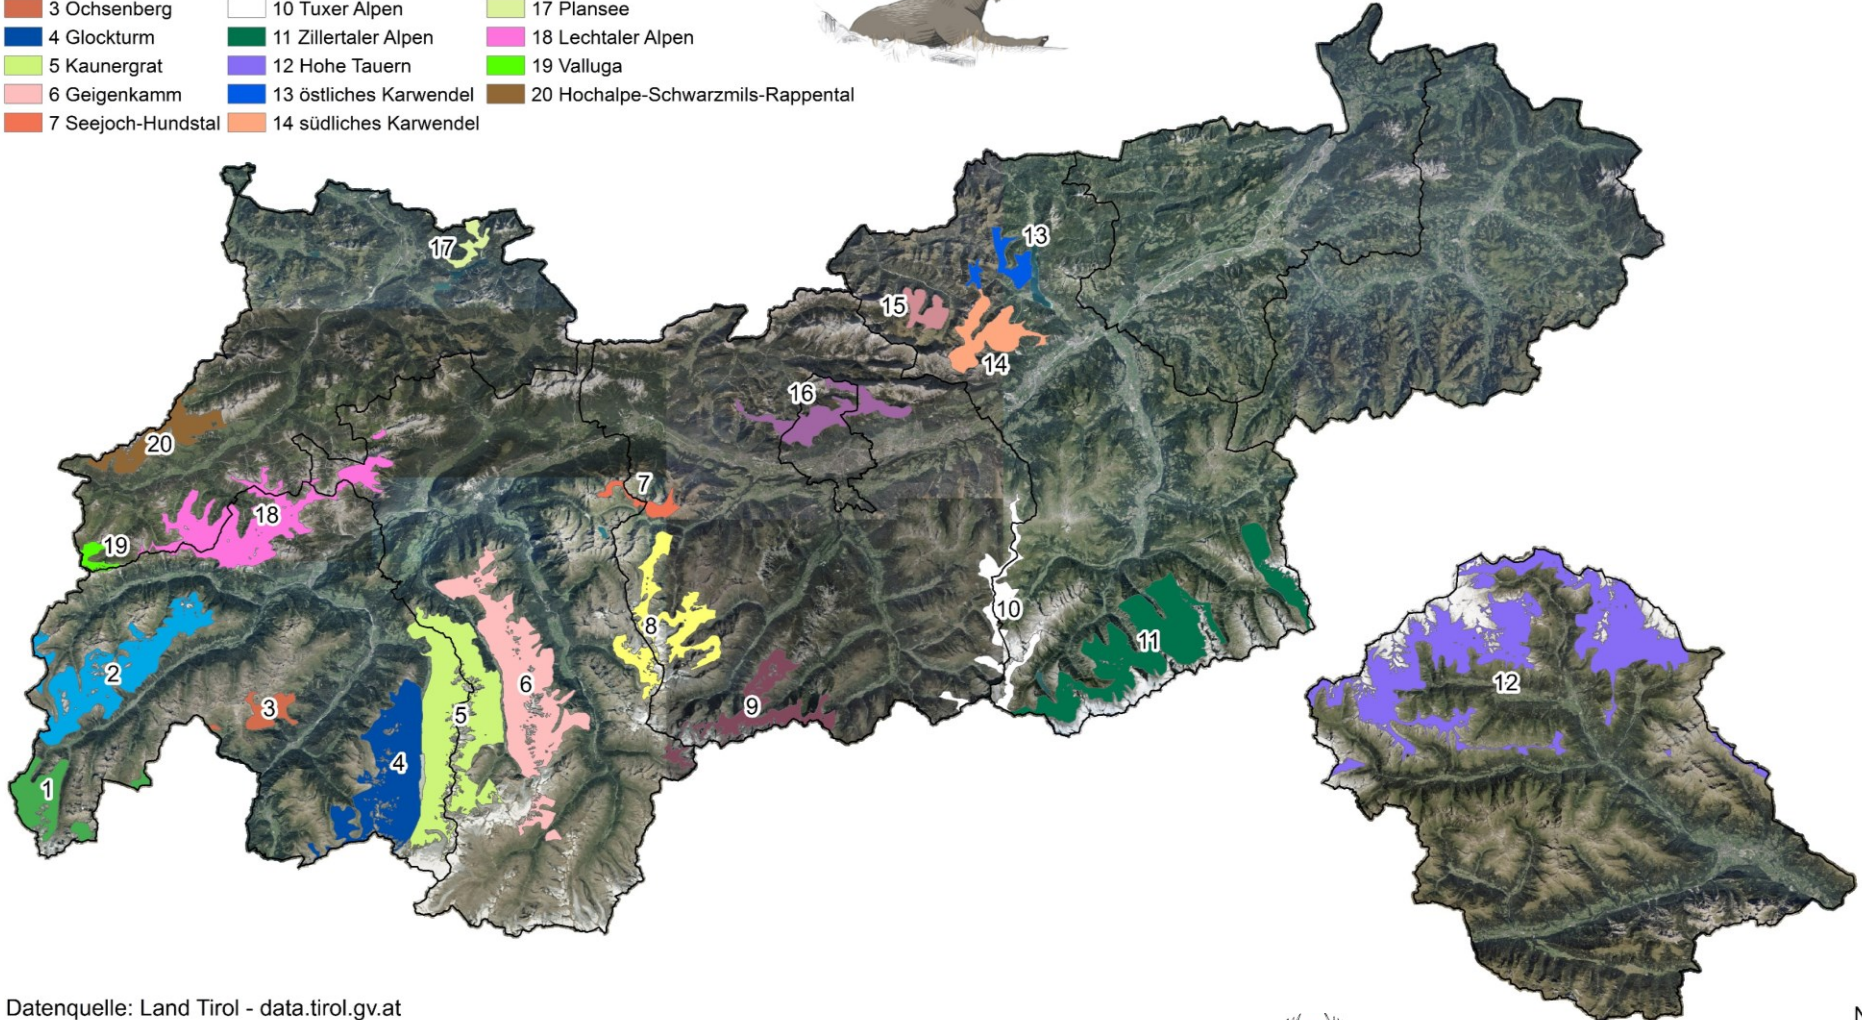 3 Ochsenberg
4 Glockturm
5 Kaunergrat
6 Geigenkamm
7 Seejoch-Hundstal
10 Tuxer Alpen
11 Zillertaler Alpen
12 Hohe Tauern
13 östliches Karwendel
14 südliches Karwendel
17 Plansee
18 Lechtaler Alpen
19 Valluga
20 Hochalpe-Schwarzmils-Rappental
17
13
15
14
16
20
7
18
19
10
8
11
2
6
12
3
5
9
4
1
Datenquelle: Land Tirol - data.tirol.gv.at